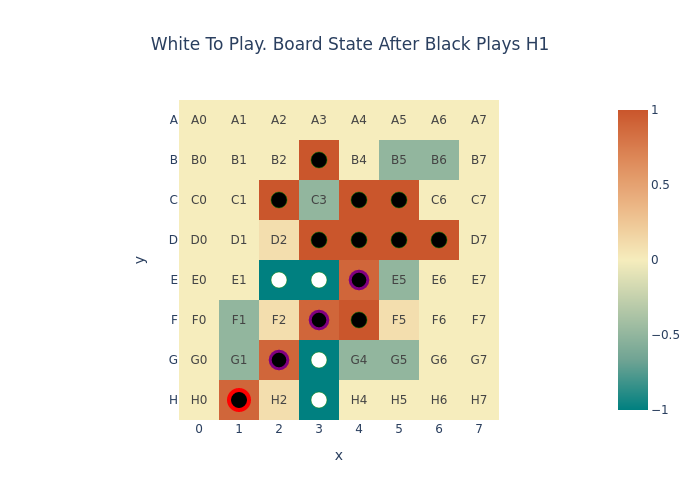 White To Play. Board State After Black Plays H1
A A0 A1 A2 A3 A4 A5 A6 A7
B B0 B1 B2 B4 B5 B6 B7
C C0 C1 C3 C6 C7
D D0 D1 D2 D7
E E0 E1 E5 E6 E7
F F0 F1 F2 F5 F6 F7
G G0 G1 G4 G5 G6 G7
H H0 H2 H4 H5 H6 H7
0 1 2 3 4 5 6 7
x
y
1
0.5
0
−0.5
−1